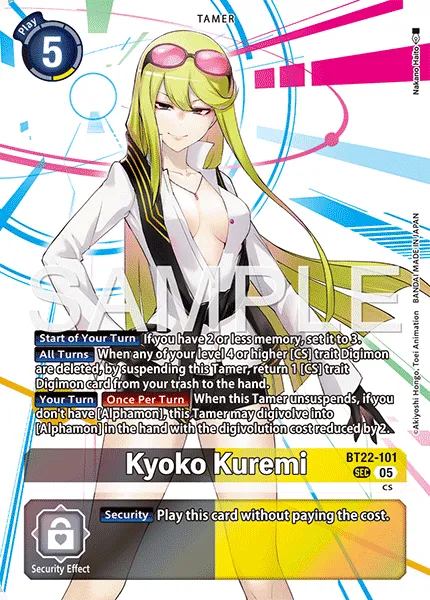 TAMER
Play
5
Nakano Haito
SAMPLE
©Akiyoshi Hongo, Toei Animation BANDAI MADE IN JAPAN
Start of Your Turn If you have 2 or less memory, set it to 3.
All Turns When any of your level 4 or higher [CS] trait Digimon
are deleted, by suspending this Tamer, return 1 [CS] trait
Digimon card from your trash to the hand.
Your Turn Once Per Turn When this Tamer unsuspends, if you
don't have [Alphamon], this Tamer may digivolve into
[Alphamon] in the hand with the digivolution cost reduced by 2.
Kyoko Kuremi
BT22-101
SEC 05
CS
Security Play this card without paying the cost.
Security Effect